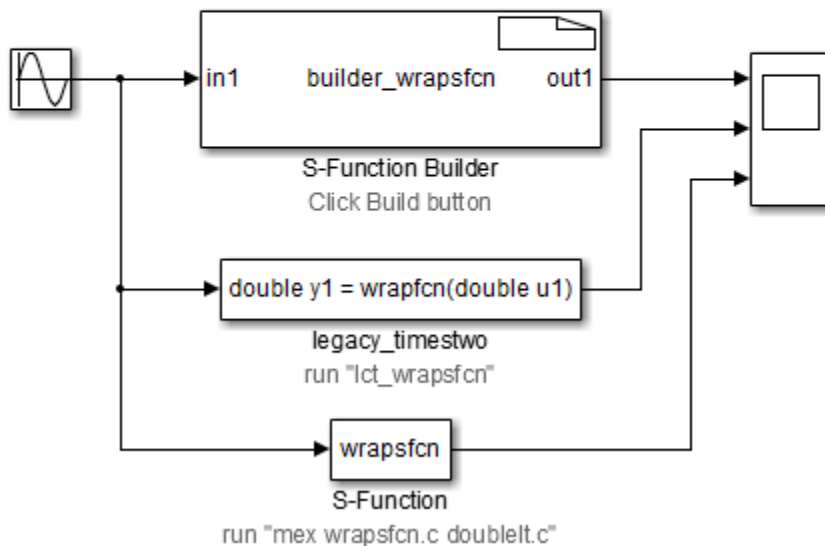 in1 builder_wrapsfcn out1
S-Function Builder
Click Build button
double y1 = wrapfcn(double u1)
legacy_timestwo
run "lct_wrapsfcn"
wrapsfcn
S-Function
run "mex wrapsfcn.c doubleIt.c"